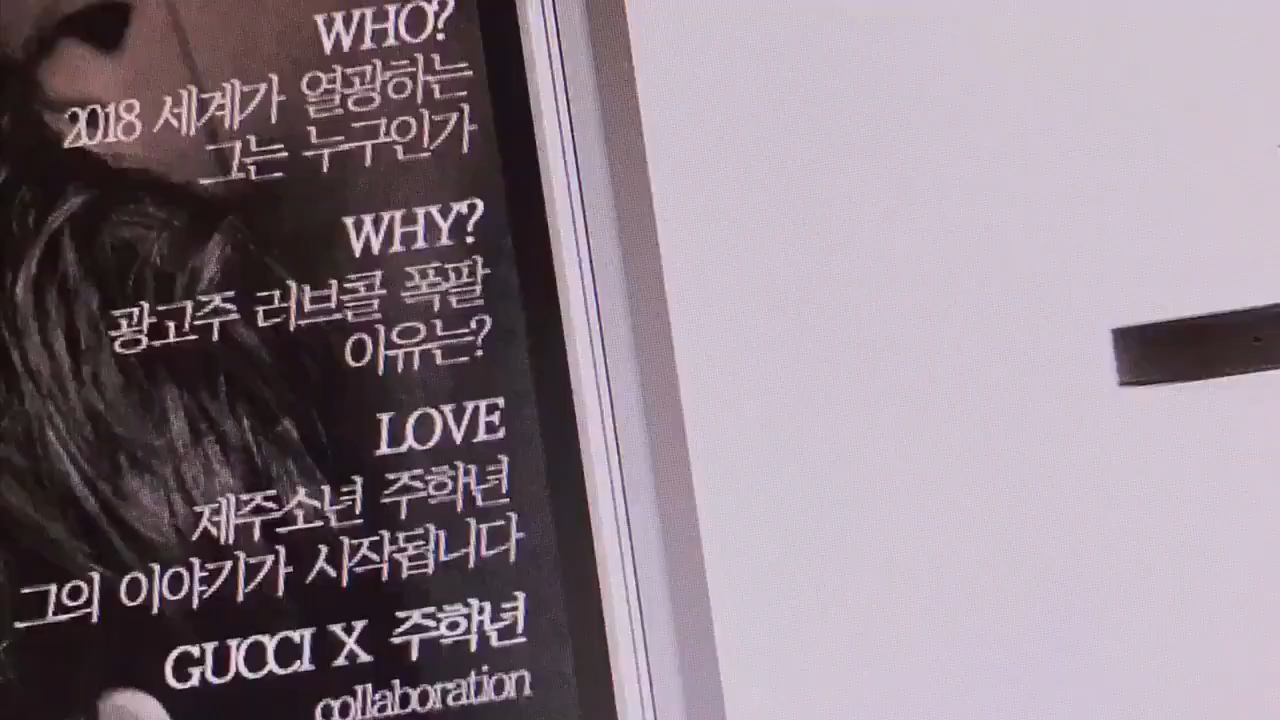 WHO?
2018 세계가 열광하는
그는 누구인가
WHY?
광고주 러브콜 폭팔
이유는?
LOVE
제주소년 주학년
그의 이야기가 시작됩니다
GUCCI X 주학년
collaboration